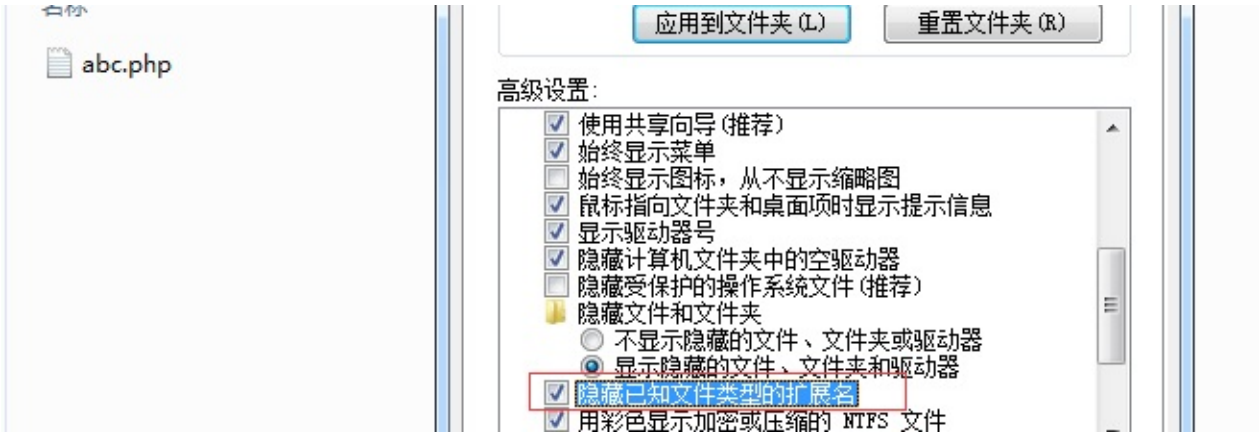 名称
abc.php
应用到文件夹(L)
重置文件夹(R)
高级设置:
使用共享向导(推荐)
始终显示菜单
始终显示图标，从不显示缩略图
鼠标指向文件夹和桌面项时显示提示信息
显示驱动器号
隐藏计算机文件夹中的空驱动器
隐藏受保护的操作系统文件(推荐)
隐藏文件和文件夹
不显示隐藏的文件、文件夹或驱动器
显示隐藏的文件、文件夹和驱动器
隐藏已知文件类型的扩展名
用彩色显示加密或压缩的 NTFS 文件